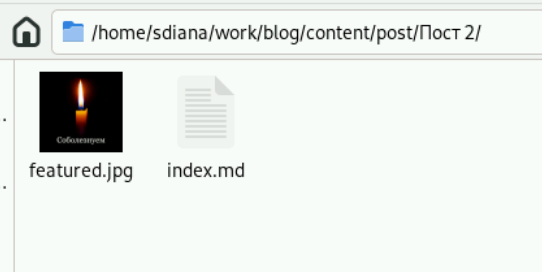 /home/sdiana/work/blog/content/post/Пост 2/
Соболезнуем
featured.jpg
index.md